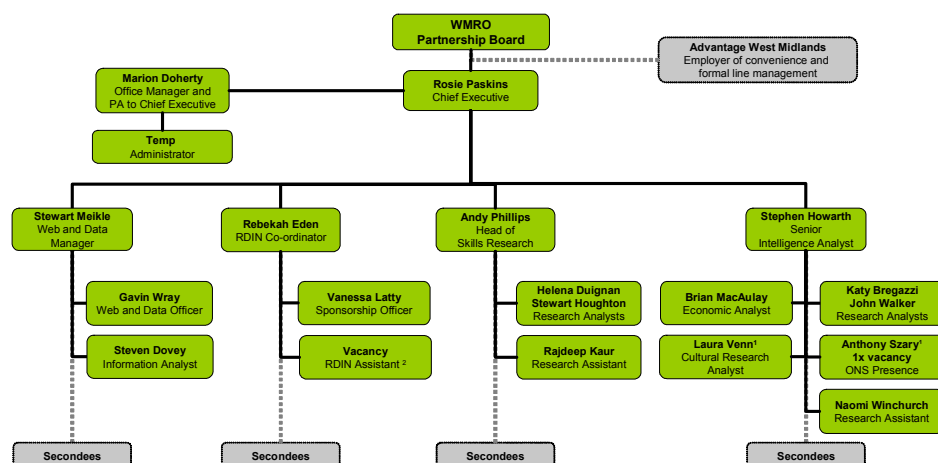 WMRO
Partnership Board
Advantage West Midlands
Employer of convenience and
formal line management
Marion Doherty
Office Manager and
PA to Chief Executive
Rosie Paskins
Chief Executive
Temp
Administrator
Stewart Meikle
Web and Data
Manager
Rebekah Eden
RDIN Co-ordinator
Andy Phillips
Head of
Skills Research
Stephen Howarth
Senior
Intelligence Analyst
Gavin Wray
Web and Data Officer
Vanessa Latty
Sponsorship Officer
Helena Duignan
Stewart Houghton
Research Analysts
Brian MacAulay
Economic Analyst
Katy Bregazzi
John Walker
Research Analysts
Steven Dovey
Information Analyst
Vacancy
RDIN Assistant ²
Rajdeep Kaur
Research Assistant
Laura Venn¹
Cultural Research
Analyst
Anthony Szary¹
1x vacancy
ONS Presence
Naomi Winchurch
Research Assistant
Secondees
Secondees
Secondees
Secondees